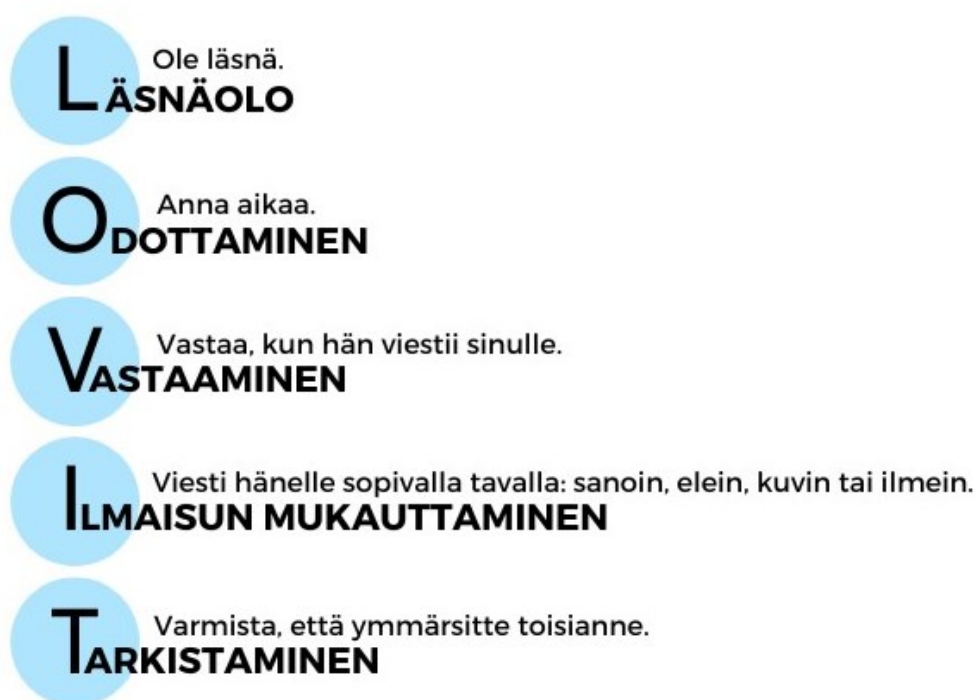 Ole läsnä.
LÄSNÄOLO
Anna aikaa.
ODOTTAMINEN
Vastaa, kun hän viestii sinulle.
VASTAAMINEN
Viesti hänelle sopivalla tavalla: sanoin, elein, kuvin tai ilmein.
ILMAISUN MUKAUTTAMINEN
Varmista, että ymmärsitte toisianne.
TARKISTAMINEN